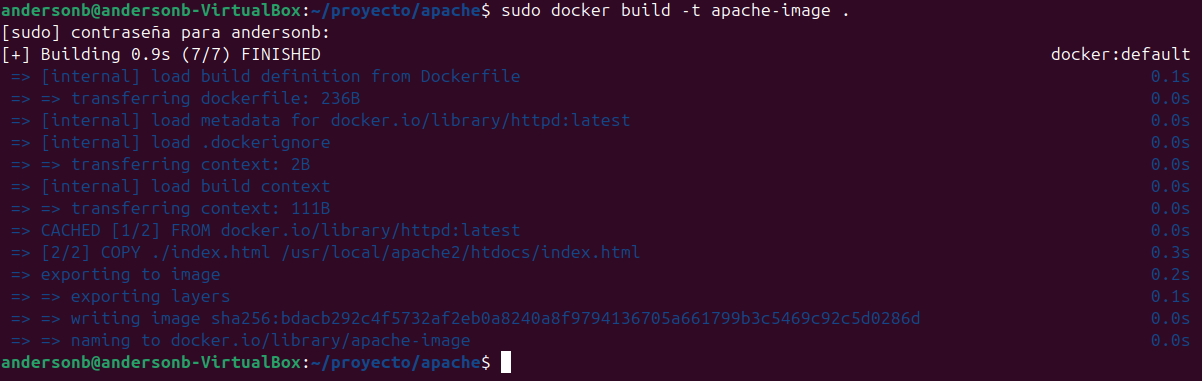 andersonb@andersonb-VirtualBox:~/proyecto/apache$ sudo docker build -t apache-image .
[sudo] contraseña para andersonb:
[+] Building 0.9s (7/7) FINISHED docker:default
=> [internal] load build definition from Dockerfile 0.1s
=> => transferring dockerfile: 236B 0.0s
=> [internal] load metadata for docker.io/library/httpd:latest 0.0s
=> [internal] load .dockerignore 0.0s
=> => transferring context: 2B 0.0s
=> [internal] load build context 0.0s
=> => transferring context: 111B 0.0s
=> CACHED [1/2] FROM docker.io/library/httpd:latest 0.0s
=> [2/2] COPY ./index.html /usr/local/apache2/htdocs/index.html 0.3s
=> exporting to image 0.2s
=> => exporting layers 0.1s
=> => writing image sha256:bdacb292c4f5732af2eb0a8240a8f9794136705a661799b3c5469c92c5d0286d 0.0s
=> => naming to docker.io/library/apache-image 0.0s
andersonb@andersonb-VirtualBox:~/proyecto/apache$